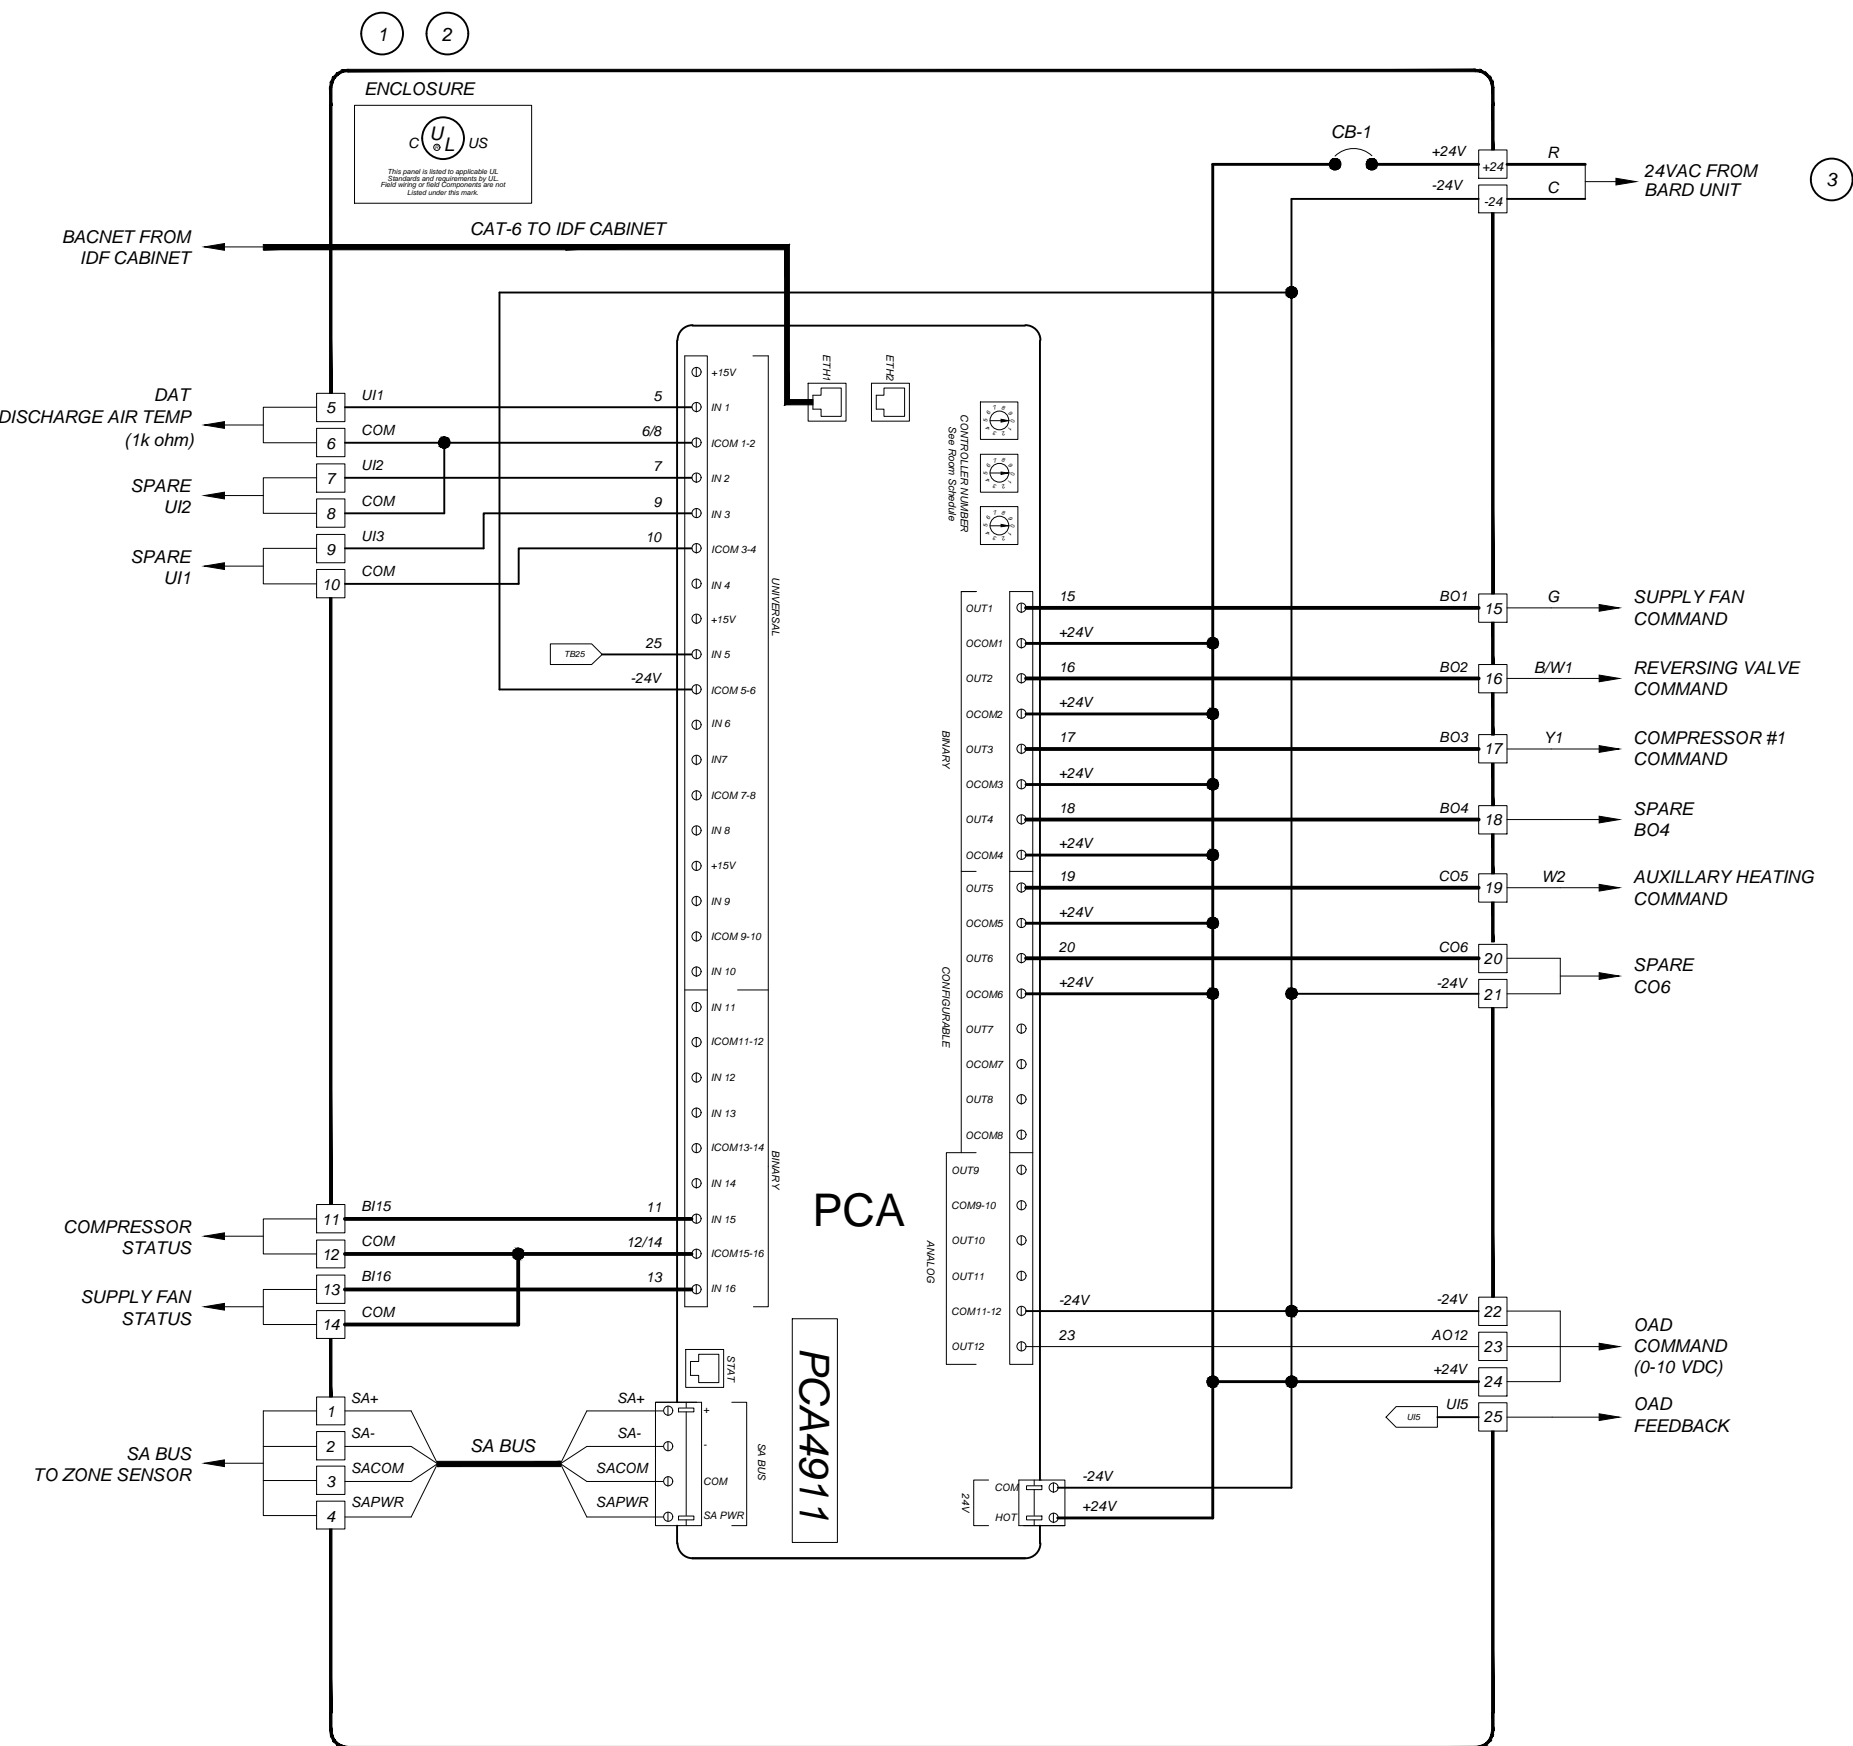 1 2
ENCLOSURE
C UL ® US
This panel is listed to applicable UL
Standards and requirements by UL.
Field wiring or field Components are not
Listed under this mark.
CB-1
+24V
+24
R
-24V
-24
C
24VAC FROM
BARD UNIT
3
BACNET FROM
IDF CABINET
CAT-6 TO IDF CABINET
DAT
DISCHARGE AIR TEMP
(1k ohm)
5 UI1 5
6 COM 6/8
SPARE
UI2
7 UI2 7
8 COM
SPARE
UI1
9 UI3 9
10 COM 10
TB25 25
-24V
+15V
IN 1
ICOM 1-2
IN 2
IN 3
ICOM 3-4
IN 4
+15V
IN 5
ICOM 5-6
IN 6
IN7
ICOM 7-8
IN 8
+15V
IN 9
ICOM 9-10
IN 10
UNIVERSAL
IN 11
ICOM11-12
IN 12
IN 13
ICOM13-14
IN 14
IN 15
ICOM15-16
IN 16
BINARY
ETH1
ETH2
CONTROLLER NUMBER
See Room Schedule
COMPRESSOR
STATUS
11 BI15 11
12 COM 12/14
SUPPLY FAN
STATUS
13 BI16 13
14 COM
SA BUS
TO ZONE SENSOR
1 SA+
2 SA-
3 SACOM
4 SAPWR
SA BUS
SA+
SA-
SACOM
SAPWR
+
-
COM
SA PWR
SA BUS
STAT
PCA
PCA4911
BINARY
OUT1 15 BO1 15 G
SUPPLY FAN
COMMAND
OCOM1 +24V
OUT2 16 BO2 16 B/W1
REVERSING VALVE
COMMAND
OCOM2 +24V
OUT3 17 BO3 17 Y1
COMPRESSOR #1
COMMAND
OCOM3 +24V
OUT4 18 BO4 18
SPARE
BO4
OCOM4 +24V
CONFIGURABLE
OUT5 19 CO5 19 W2
AUXILLARY HEATING
COMMAND
OCOM5 +24V
OUT6 20 CO6 20
OCOM6 +24V -24V 21
SPARE
CO6
OUT7
OCOM7
OUT8
OCOM8
ANALOG
OUT9
COM9-10
OUT10
OUT11
COM11-12 -24V -24V 22
OUT12 23 AO12 23
+24V 24
OAD
COMMAND
(0-10 VDC)
UI5 UI5 25
OAD
FEEDBACK
24V
COM -24V
HOT +24V